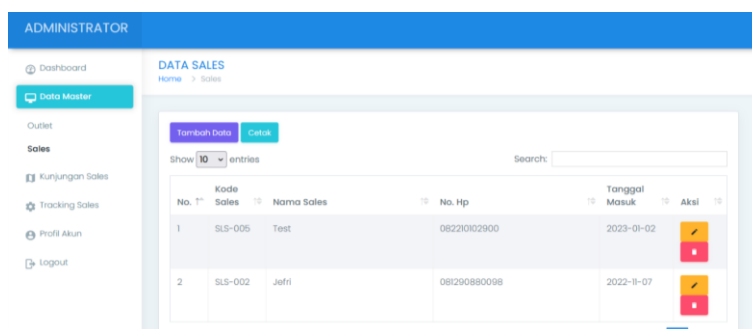 ADMINISTRATOR
Dashboard
Data Master
Outlet
Sales
Kunjungan Sales
Tracking Sales
Profil Akun
Logout
DATA SALES
Home > Sales
Tambah Data Cetak
Show 10 entries Search:
No. Kode Sales Nama Sales No. Hp Tanggal Masuk Aksi
1 SLS-005 Test 082210102900 2023-01-02
2 SLS-002 Jefri 081290880098 2022-11-07